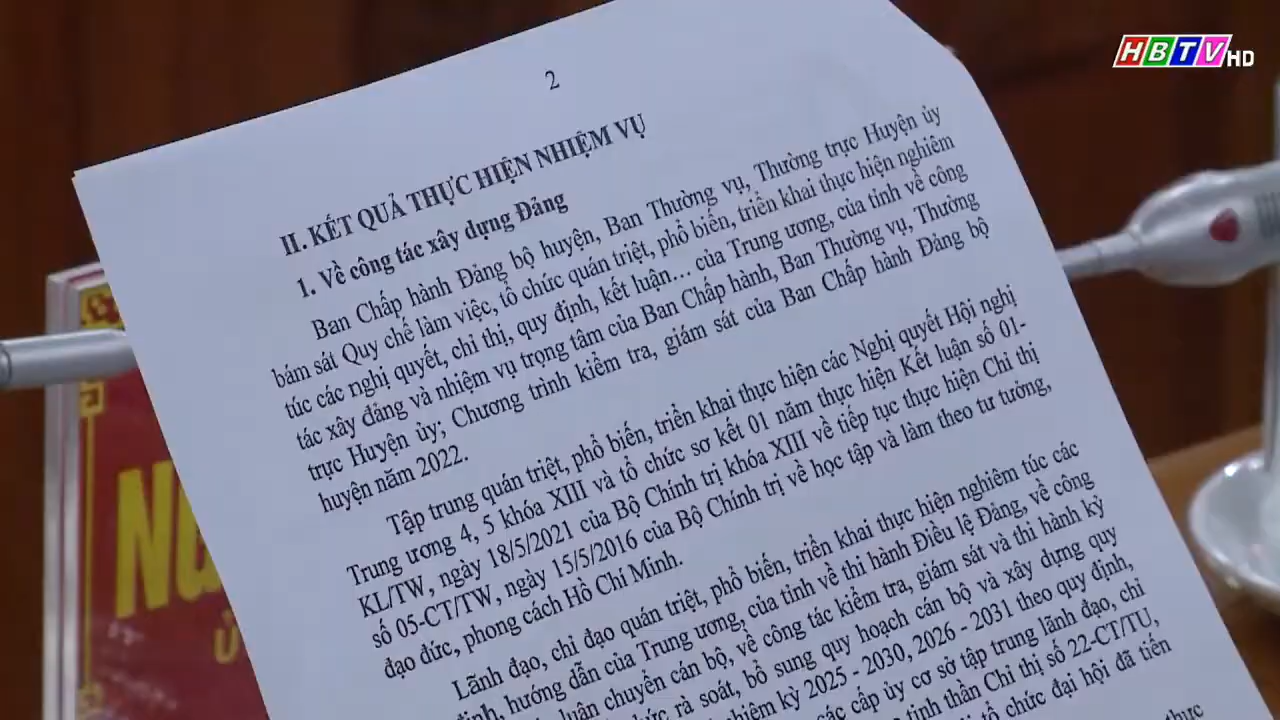 HBTV HD
2
II. KẾT QUẢ THỰC HIỆN NHIỆM VỤ
1. Về công tác xây dựng Đảng
Ban Chấp hành Đảng bộ huyện, Ban Thường vụ, Thường trực Huyện ủy
bám sát Quy chế làm việc, tổ chức quán triệt, phổ biến, triển khai thực hiện nghiêm
túc các nghị quyết, chỉ thị, quy định, kết luận... của Trung ương, của tỉnh về công
tác xây đảng và nhiệm vụ trọng tâm của Ban Chấp hành, Ban Thường vụ, Thường
trực Huyện ủy; Chương trình kiểm tra, giám sát của Ban Chấp hành Đảng bộ
huyện năm 2022.
Tập trung quán triệt, phổ biến, triển khai thực hiện các Nghị quyết Hội nghị
Trung ương 4, 5 khóa XIII và tổ chức sơ kết 01 năm thực hiện Kết luận số 01-
KL/TW, ngày 18/5/2021 của Bộ Chính trị khóa XIII về tiếp tục thực hiện Chỉ thị
số 05-CT/TW, ngày 15/5/2016 của Bộ Chính trị về học tập và làm theo tư tưởng,
đạo đức, phong cách Hồ Chí Minh.
Lãnh đạo, chỉ đạo quán triệt, phổ biến, triển khai thực hiện nghiêm túc các
định, hướng dẫn của Trung ương, của tỉnh về thi hành Điều lệ Đảng, về công
luân chuyển cán bộ, về công tác kiểm tra, giám sát và thi hành kỷ
rà soát, bổ sung quy hoạch cán bộ và xây dựng quy
nhiệm kỳ 2025 - 2030, 2026 - 2031 theo quy định,
các cấp ủy cơ sở tập trung lãnh đạo, chỉ
tinh thần Chỉ thị số 22-CT/TU,
tổ chức đại hội đã tiến
thực